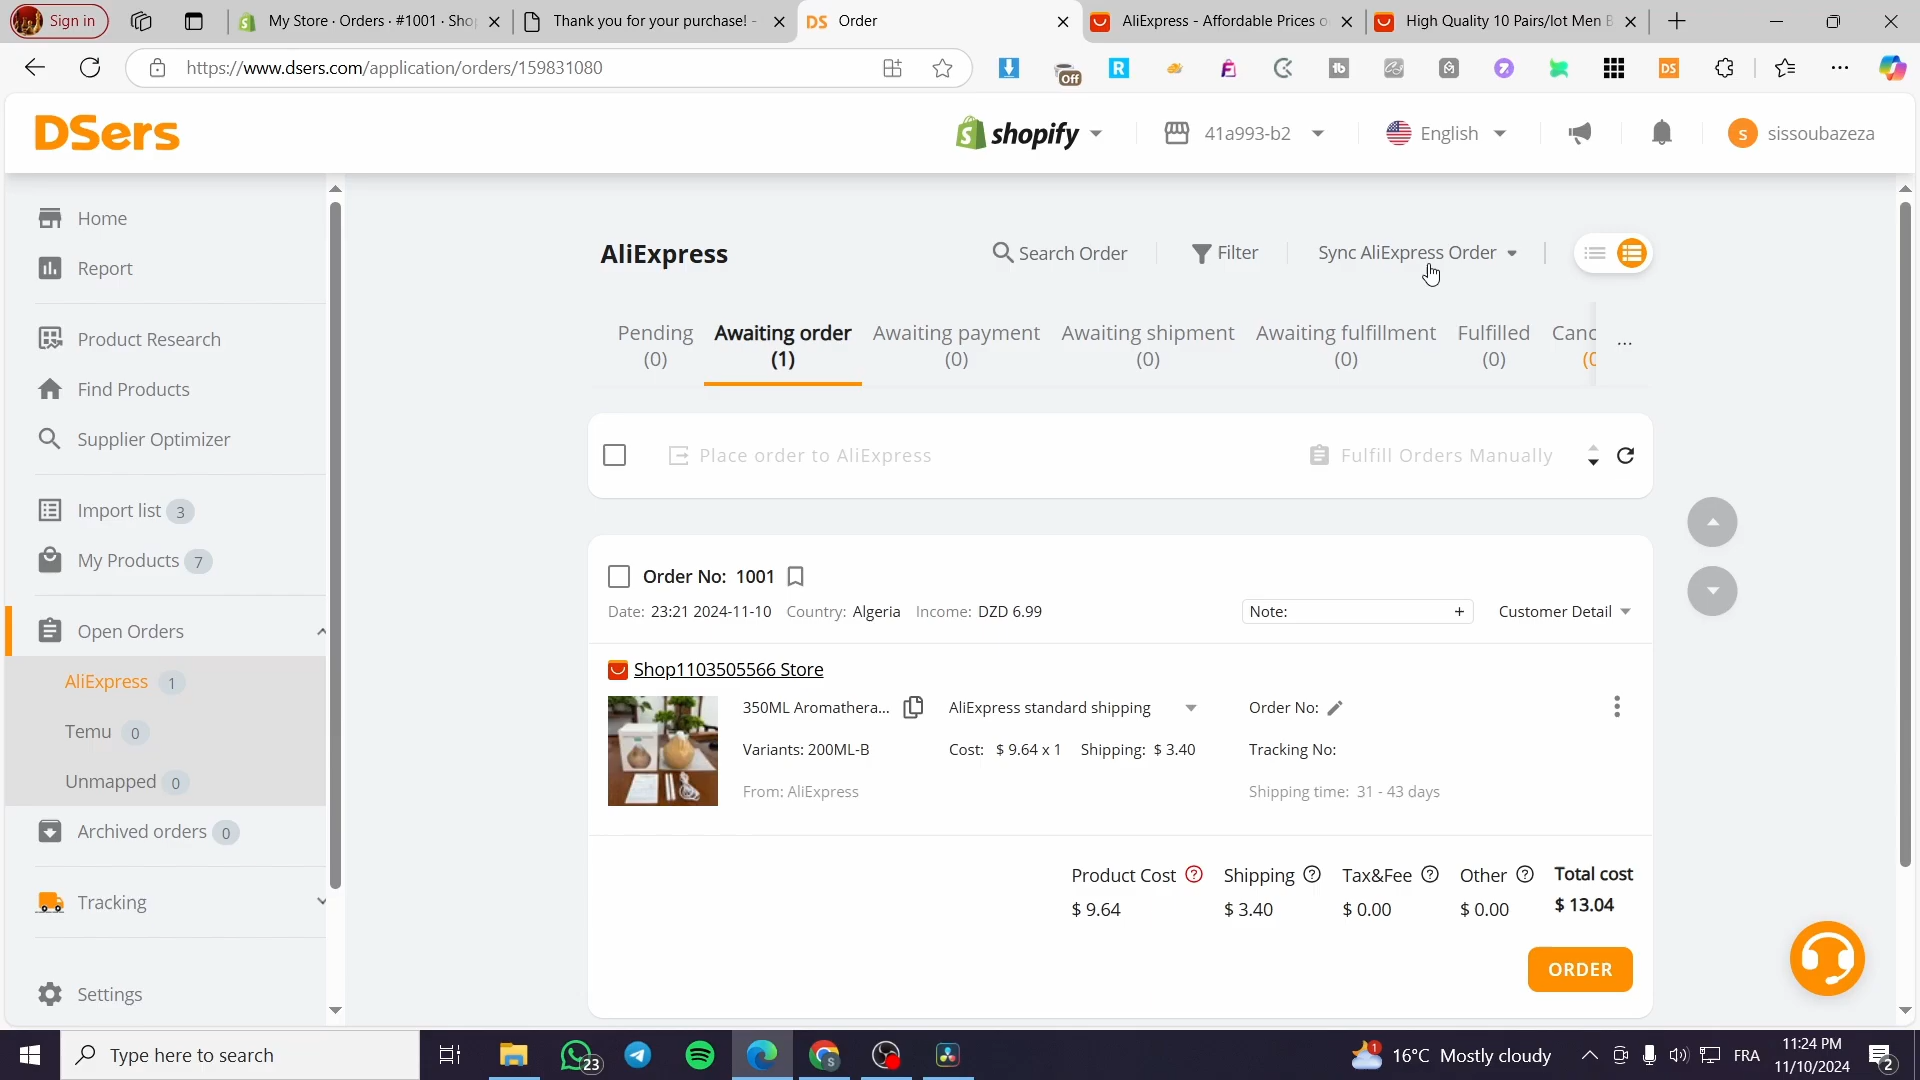 Sign in
My Store · Orders · #1001 · Sho
Thank you for your purchase! -
DS Order
AliExpress - Affordable Prices o
High Quality 10 Pairs/lot Men B
https://www.dsers.com/application/orders/159831080
Off
R
tb
DS
DSers
shopify
41a993-b2
English
s sissoubazeza
Home
Report
Product Research
Find Products
Supplier Optimizer
Import list 3
My Products 7
Open Orders
AliExpress 1
Temu 0
Unmapped 0
Archived orders 0
Tracking
Settings
AliExpress
Search Order
Filter
Sync AliExpress Order
Pending
(0)
Awaiting order
(1)
Awaiting payment
(0)
Awaiting shipment
(0)
Awaiting fulfillment
(0)
Fulfilled
(0)
Canc
(0
...
Place order to AliExpress
Fulfill Orders Manually
Order No: 1001
Date: 23:21 2024-11-10 Country: Algeria Income: DZD 6.99
Note: +
Customer Detail
Shop1103505566 Store
350ML Aromathera...
AliExpress standard shipping
Order No:
Variants: 200ML-B
Cost: $ 9.64 x 1 Shipping: $ 3.40
Tracking No:
From: AliExpress
Shipping time: 31 - 43 days
Product Cost ? Shipping ? Tax&Fee ? Other ? Total cost
$ 9.64 $ 3.40 $ 0.00 $ 0.00 $ 13.04
ORDER
Type here to search
23
1
16°C Mostly cloudy
FRA
11:24 PM
11/10/2024
2